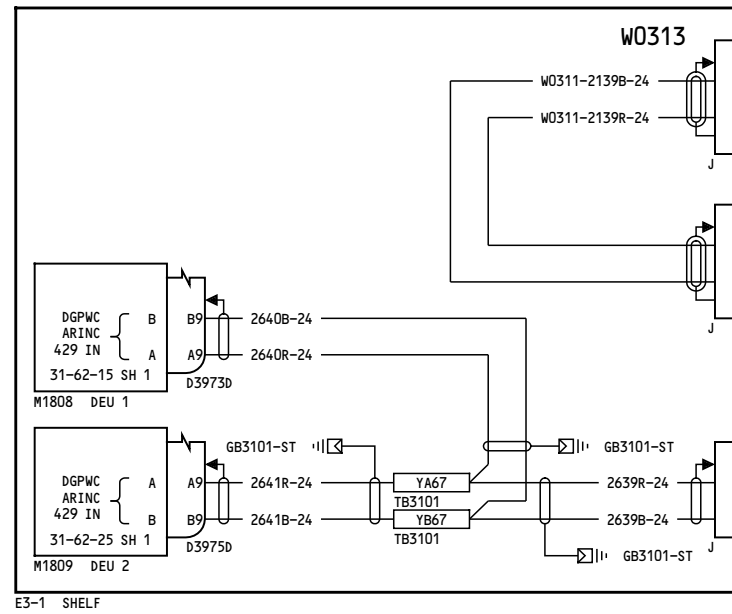 W0313
W0311-2139B-24
W0311-2139R-24
J
J
DGPWC
ARINC
429 IN
B B9 2640B-24
A A9 2640R-24
31-62-15 SH 1
D3973D
M1808 DEU 1
GB3101-ST
GB3101-ST
DGPWC
ARINC
429 IN
A A9 2641R-24 YA67 2639R-24
TB3101
B B9 2641B-24 YB67 2639B-24
TB3101
31-62-25 SH 1
D3975D
J
M1809 DEU 2
GB3101-ST
E3-1 SHELF